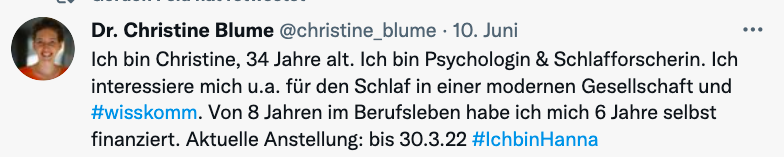 Dr. Christine Blume @christine_blume · 10. Juni
Ich bin Christine, 34 Jahre alt. Ich bin Psychologin & Schlafforscherin. Ich
interessiere mich u.a. für den Schlaf in einer modernen Gesellschaft und
#wisskomm. Von 8 Jahren im Berufsleben habe ich mich 6 Jahre selbst
finanziert. Aktuelle Anstellung: bis 30.3.22 #IchbinHanna